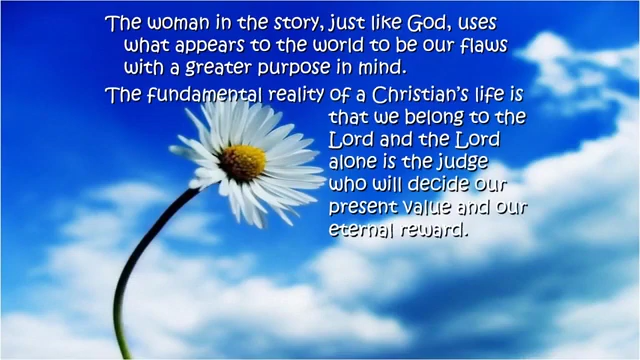 The woman in the story, just like God, uses
what appears to the world to be our flaws
with a greater purpose in mind.
The fundamental reality of a Christian's life is
that we belong to the
Lord and the Lord
alone is the judge
who will decide our
present value and our
eternal reward.